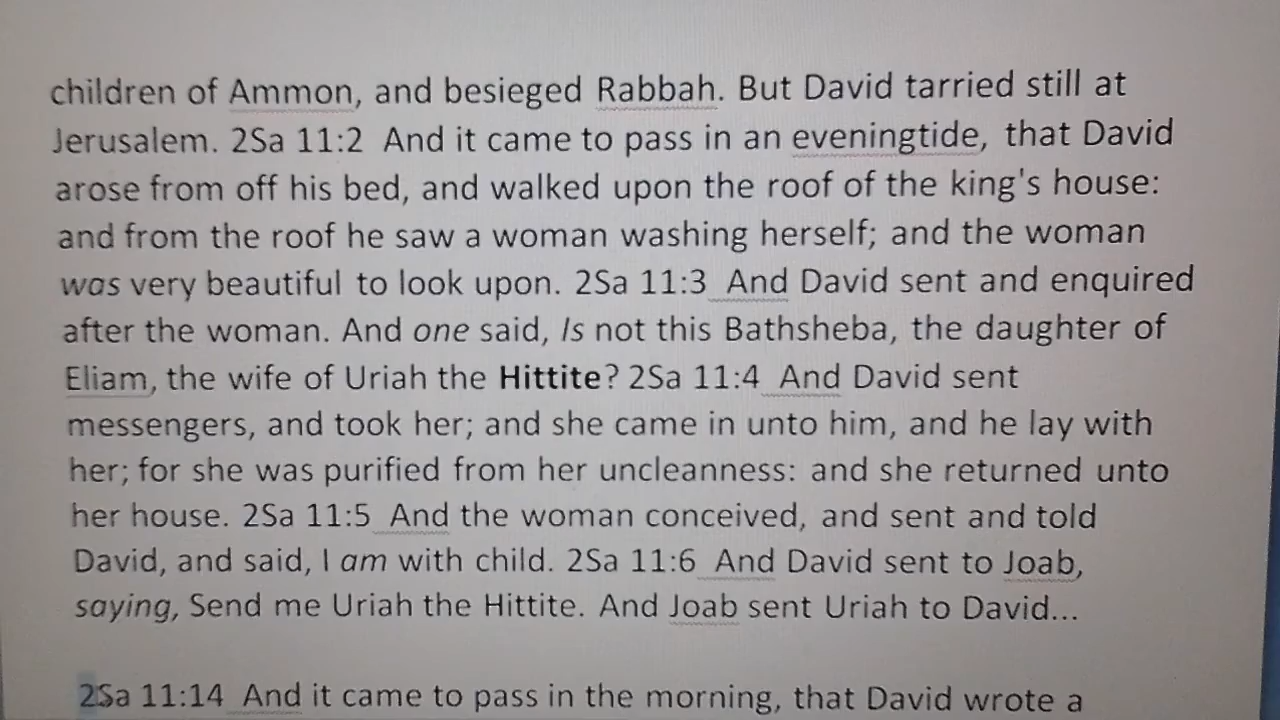 children of Ammon, and besieged Rabbah. But David tarried still at
Jerusalem. 2Sa 11:2 And it came to pass in an eveningtide, that David
arose from off his bed, and walked upon the roof of the king's house:
and from the roof he saw a woman washing herself; and the woman
was very beautiful to look upon. 2Sa 11:3 And David sent and enquired
after the woman. And one said, Is not this Bathsheba, the daughter of
Eliam, the wife of Uriah the Hittite? 2Sa 11:4 And David sent
messengers, and took her; and she came in unto him, and he lay with
her; for she was purified from her uncleanness: and she returned unto
her house. 2Sa 11:5 And the woman conceived, and sent and told
David, and said, I am with child. 2Sa 11:6 And David sent to Joab,
saying, Send me Uriah the Hittite. And Joab sent Uriah to David...
2Sa 11:14 And it came to pass in the morning, that David wrote a